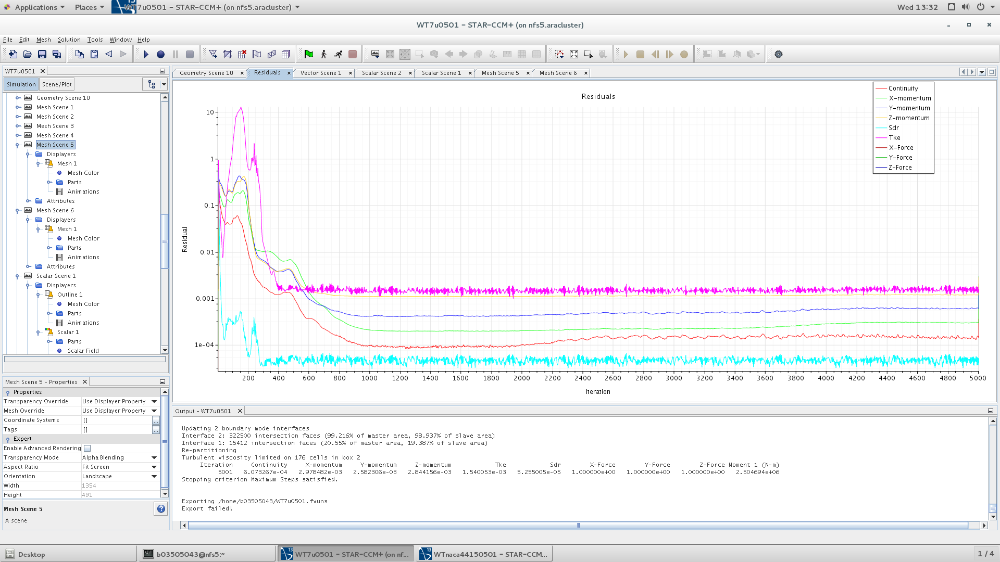 Applications Places WT7u0501 - STAR-CCM+ (on nfs5.aracluster) Wed 13:32
WT7u0501 - STAR-CCM+ (on nfs5.aracluster)
File Edit Mesh Solution Tools Window Help
WT7u0501
Simulation Scene/Plot
Geometry Scene 10
Mesh Scene 1
Mesh Scene 2
Mesh Scene 3
Mesh Scene 4
Mesh Scene 5
Displayers
Mesh 1
Mesh Color
Parts
Animations
Attributes
Mesh Scene 6
Displayers
Mesh 1
Mesh Color
Parts
Animations
Attributes
Scalar Scene 1
Displayers
Outline 1
Mesh Color
Parts
Animations
Scalar 1
Parts
Scalar Field
Mesh Scene 5 - Properties
Properties
Transparency Override Use Displayer Property
Mesh Override Use Displayer Property
Coordinate Systems []
Tags []
Expert
Enable Advanced Rendering
Transparency Mode Alpha Blending
Aspect Ratio Fit Screen
Orientation Landscape
Width 1354
Height 491
Mesh Scene 5
A scene
Geometry Scene 10 Residuals Vector Scene 1 Scalar Scene 2 Scalar Scene 1 Mesh Scene 5 Mesh Scene 6
Residuals
Continuity
X-momentum
Y-momentum
Z-momentum
Sdr
Tke
X-Force
Y-Force
Z-Force
Residual
10
1
0.1
0.01
0.001
1e-04
200 400 600 800 1000 1200 1400 1600 1800 2000 2200 2400 2600 2800 3000 3200 3400 3600 3800 4000 4200 4400 4600 4800 5000
Iteration
Output - WT7u0501
Updating 2 boundary mode interfaces
Interface 2: 322500 intersection faces (99.216% of master area, 98.937% of slave area)
Interface 1: 15412 intersection faces (20.55% of master area, 19.387% of slave area)
Re-partitioning
Turbulent viscosity limited on 176 cells in box 2
Iteration Continuity X-momentum Y-momentum Z-momentum Tke Sdr X-Force Y-Force Z-Force Moment 1 (N-m)
5001 6.073267e-04 2.978482e-03 2.582306e-03 2.844156e-03 1.540053e-03 5.255005e-05 1.000000e+00 1.000000e+00 1.000000e+00 2.504694e+06
Stopping criterion Maximum Steps satisfied.
Exporting /home/b03505043/WT7u0501.fvuns
Export failed!
Desktop b03505043@nfs5:~ 13 WT7u0501 - STAR-CCM+ (on nf... 13 WTnaca44150501 - STAR-CCM... 1 / 4